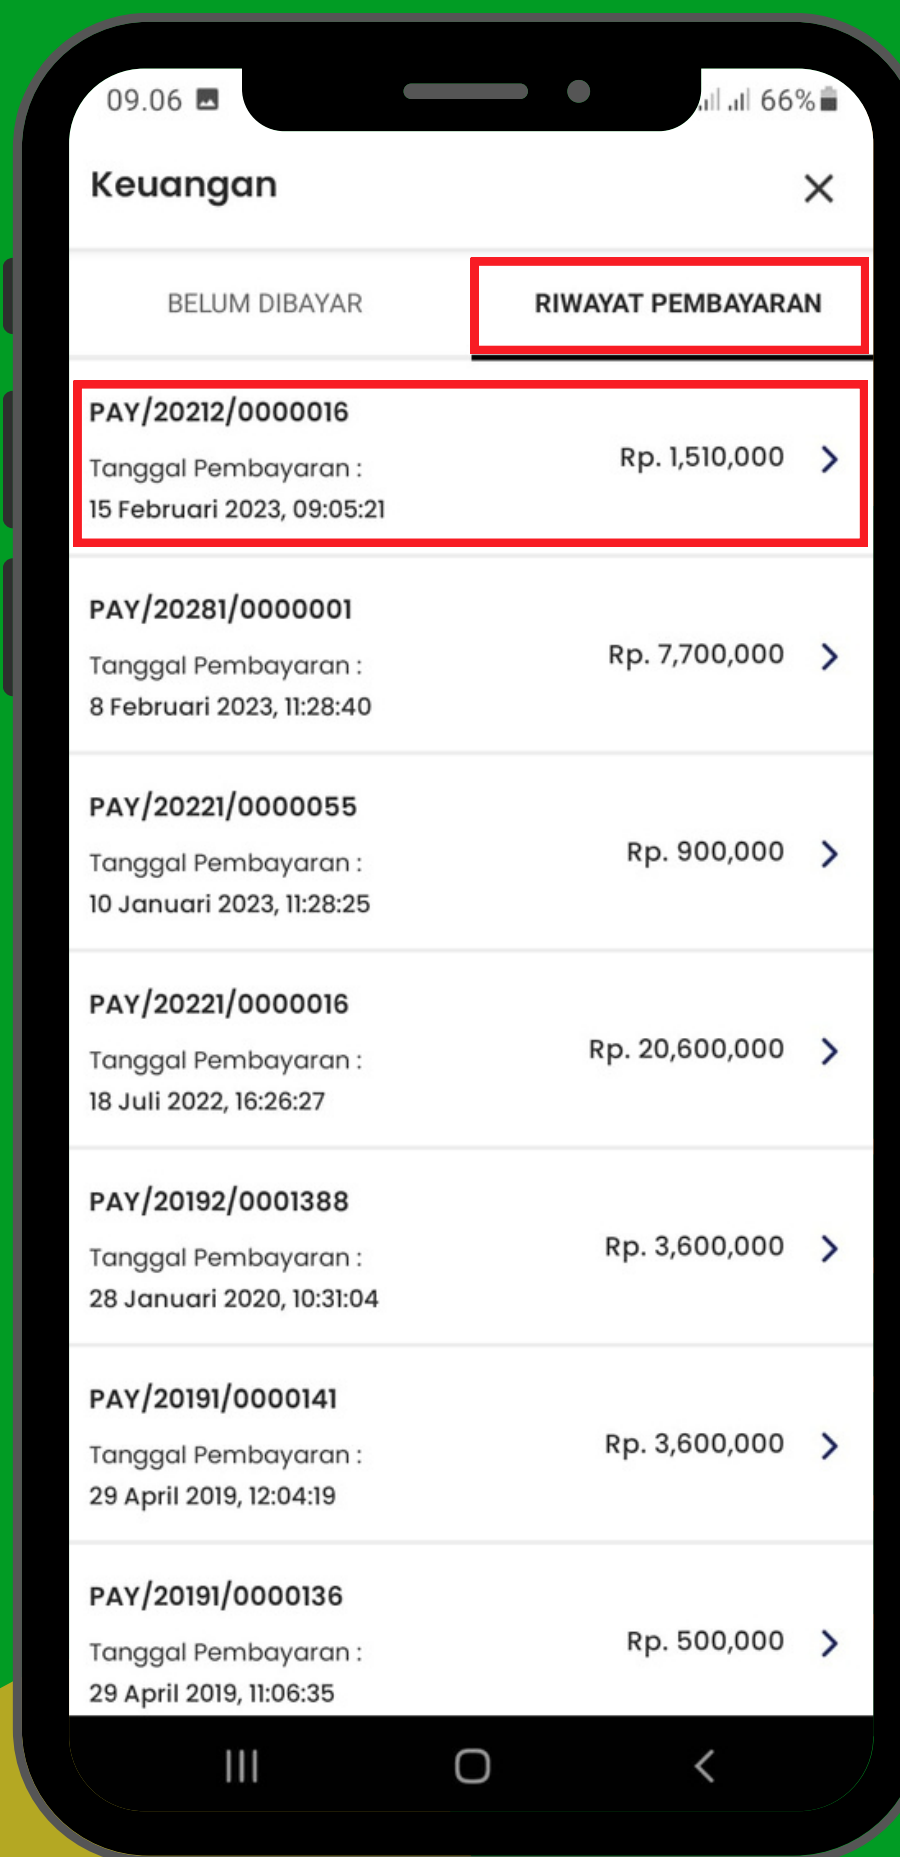 09.06 66%
Keuangan
BELUM DIBAYAR RIWAYAT PEMBAYARAN
PAY/20212/0000016
Rp. 1,510,000
Tanggal Pembayaran :
15 Februari 2023, 09:05:21
PAY/20281/0000001
Rp. 7,700,000
Tanggal Pembayaran :
8 Februari 2023, 11:28:40
PAY/20221/0000055
Rp. 900,000
Tanggal Pembayaran :
10 Januari 2023, 11:28:25
PAY/20221/0000016
Rp. 20,600,000
Tanggal Pembayaran :
18 Juli 2022, 16:26:27
PAY/20192/0001388
Rp. 3,600,000
Tanggal Pembayaran :
28 Januari 2020, 10:31:04
PAY/20191/0000141
Rp. 3,600,000
Tanggal Pembayaran :
29 April 2019, 12:04:19
PAY/20191/0000136
Rp. 500,000
Tanggal Pembayaran :
29 April 2019, 11:06:35